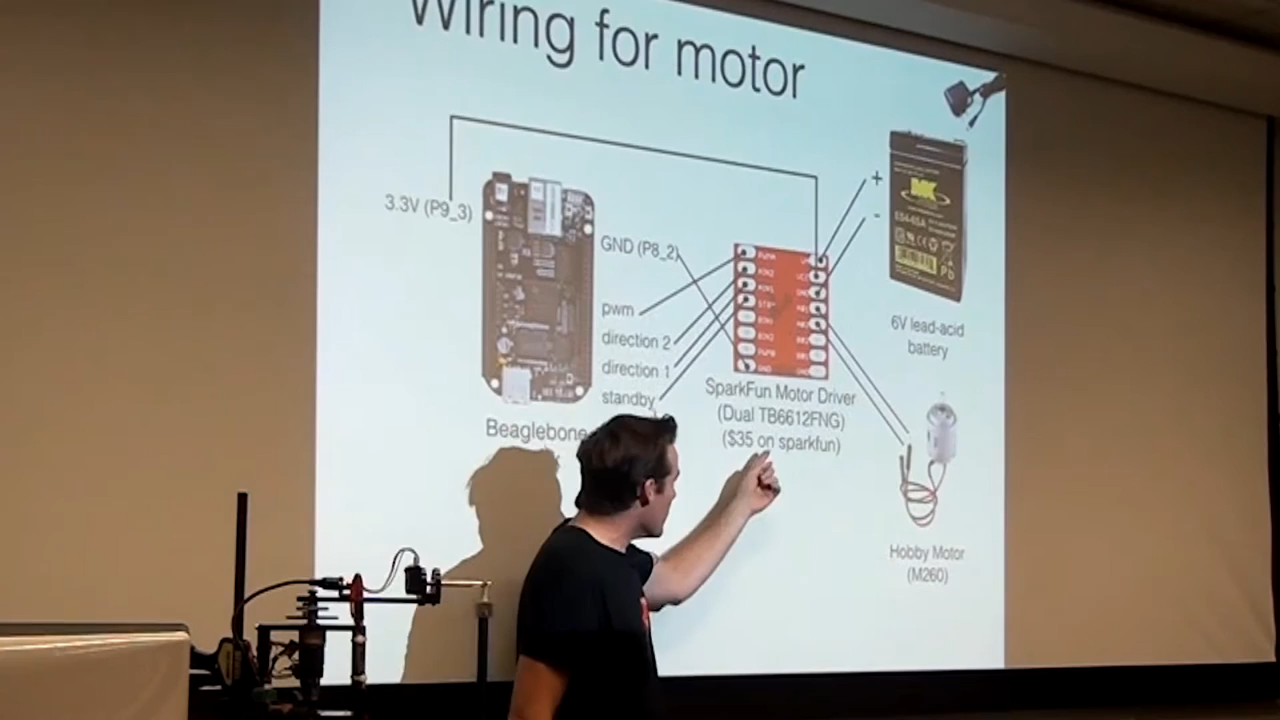 Wiring for motor
3.3V (P9_3)
GND (P8_2)
pwm
direction 2
direction 1
standby
Beaglebone
SparkFun Motor Driver
(Dual TB6612FNG)
($35 on sparkfun)
+
-
MK
6V lead-acid
battery
Hobby Motor
(M260)